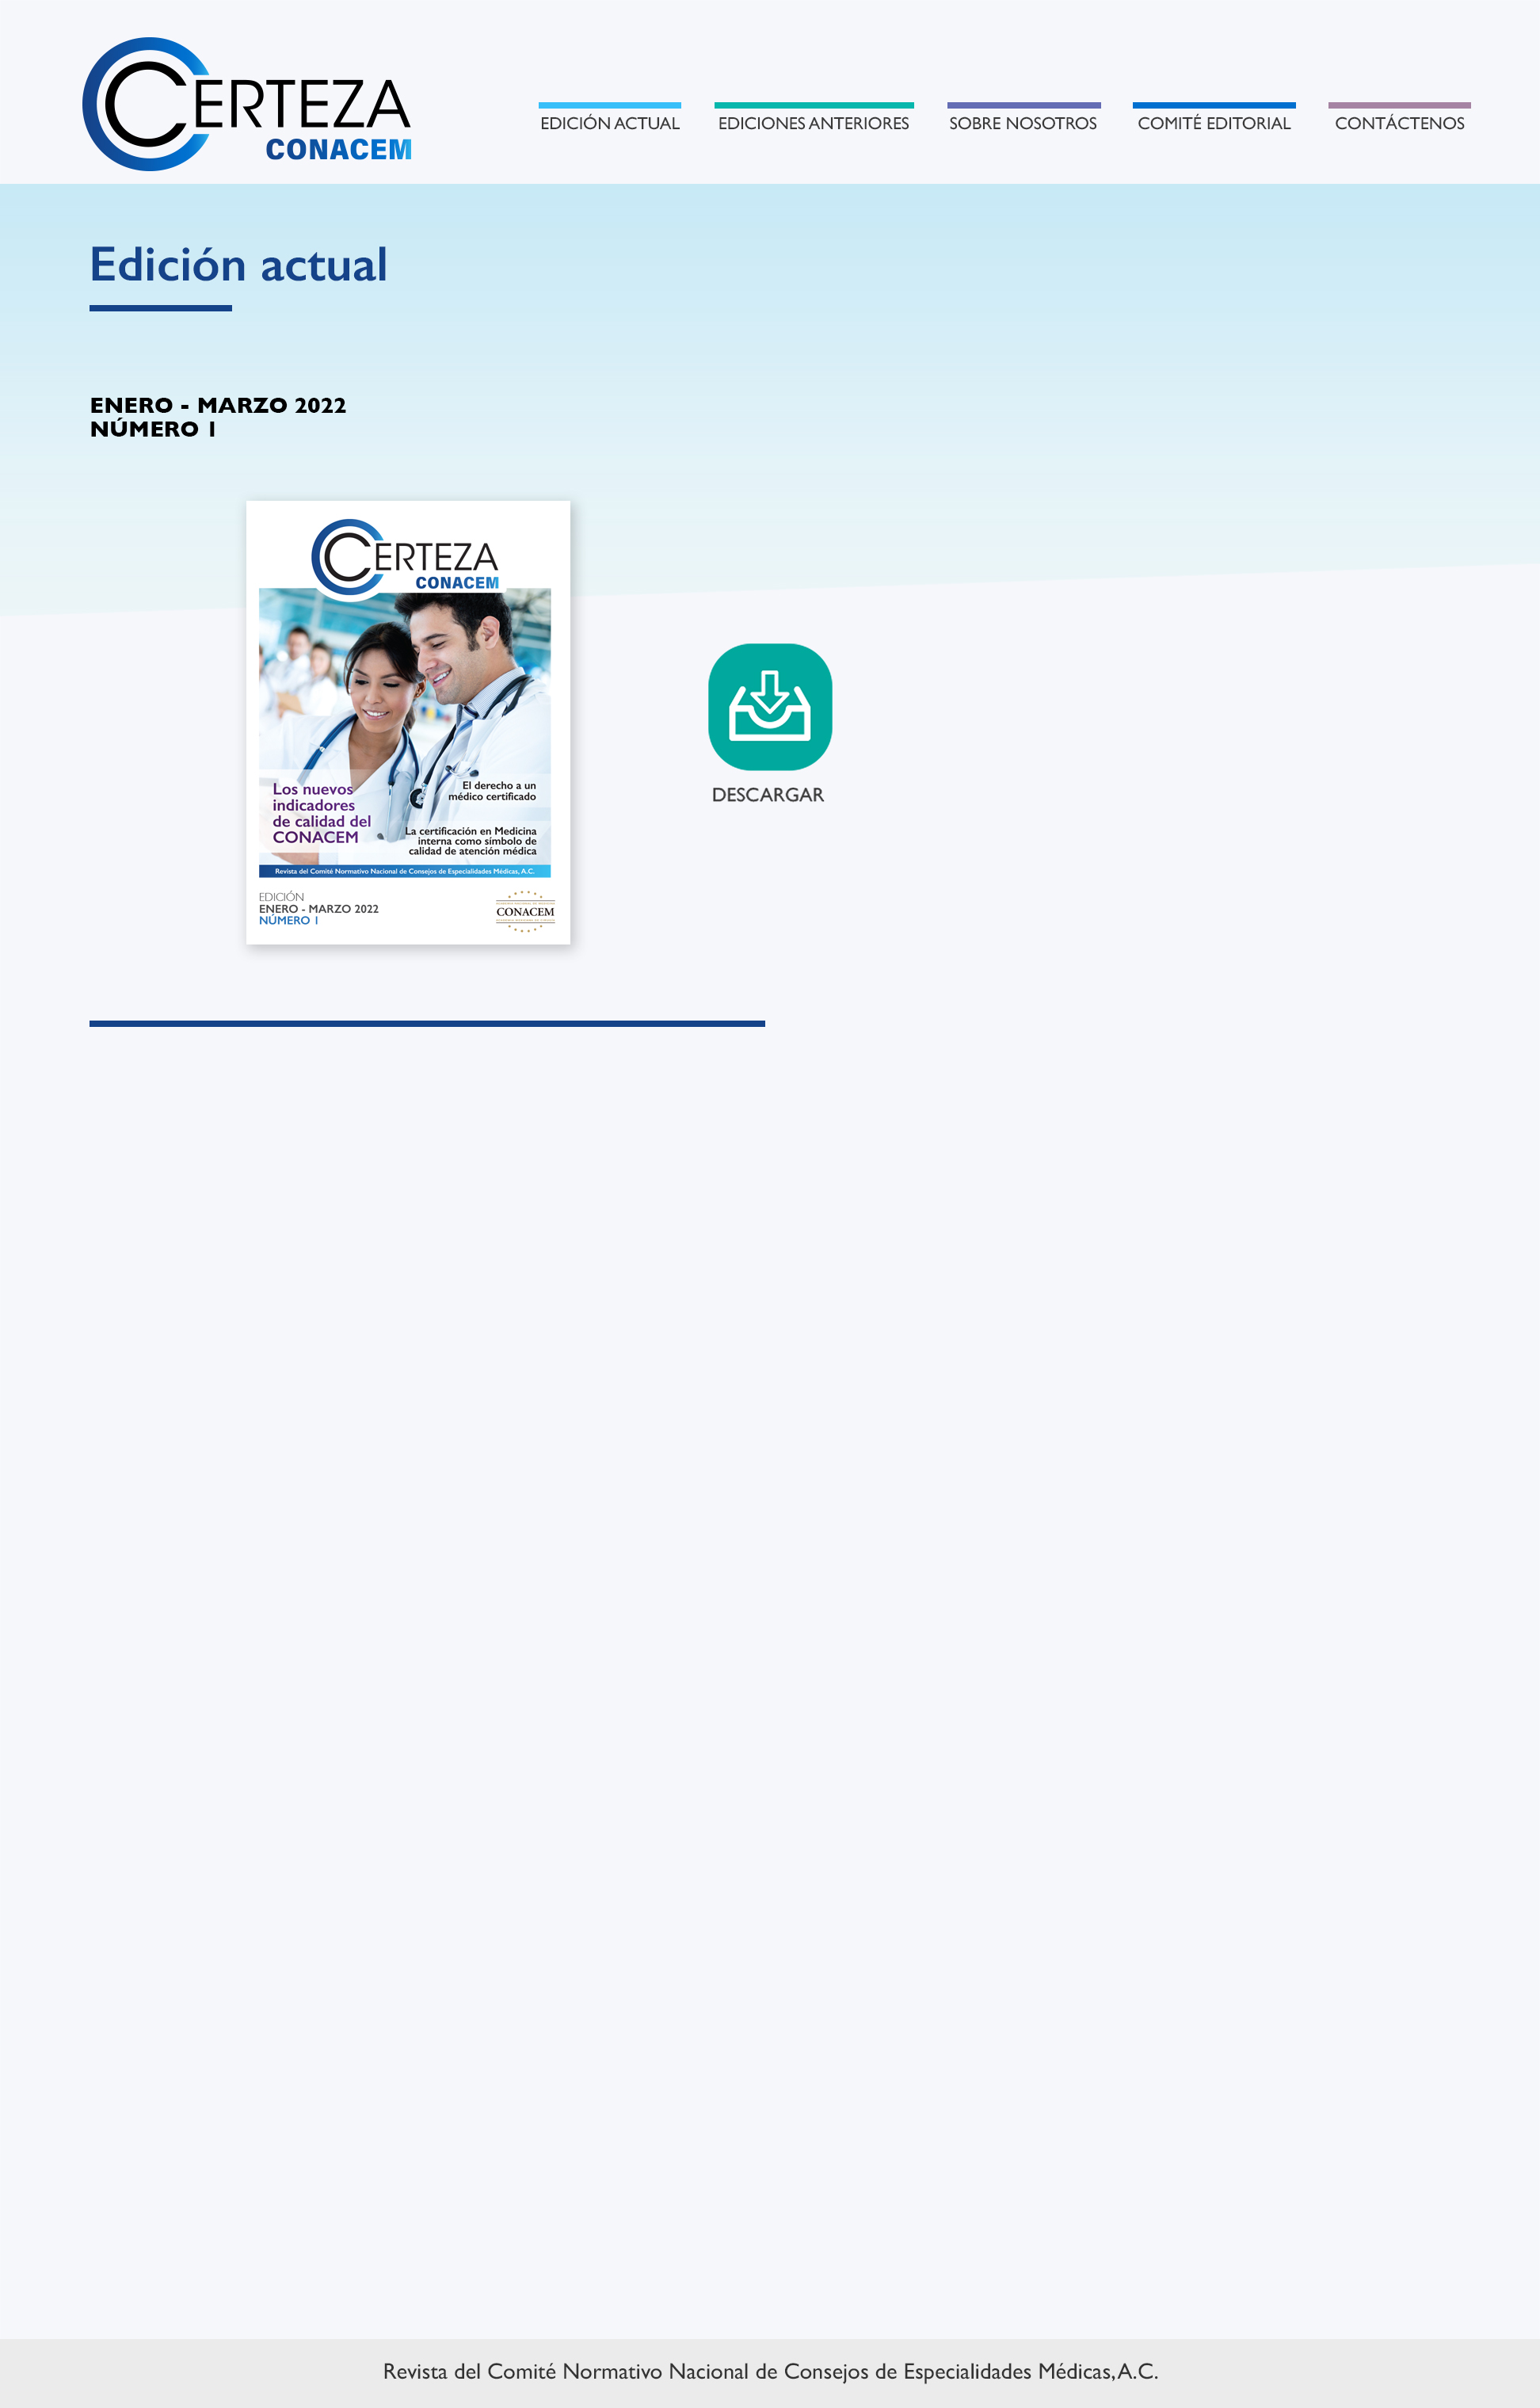 CERTEZA
CONACEM
EDICIÓN ACTUAL
EDICIONES ANTERIORES
SOBRE NOSOTROS
COMITÉ EDITORIAL
CONTÁCTENOS
Edición actual
ENERO - MARZO 2022
NÚMERO 1
CERTEZA
CONACEM
Los nuevos
indicadores
de calidad del
CONACEM
El derecho a un
médico certificado
La certificación en Medicina
interna como símbolo de
calidad de atención médica
Revista del Comité Normativo Nacional de Consejos de Especialidades Médicas, A.C.
EDICIÓN
ENERO - MARZO 2022
NÚMERO 1
CONACEM
DESCARGAR
Revista del Comité Normativo Nacional de Consejos de Especialidades Médicas, A.C.